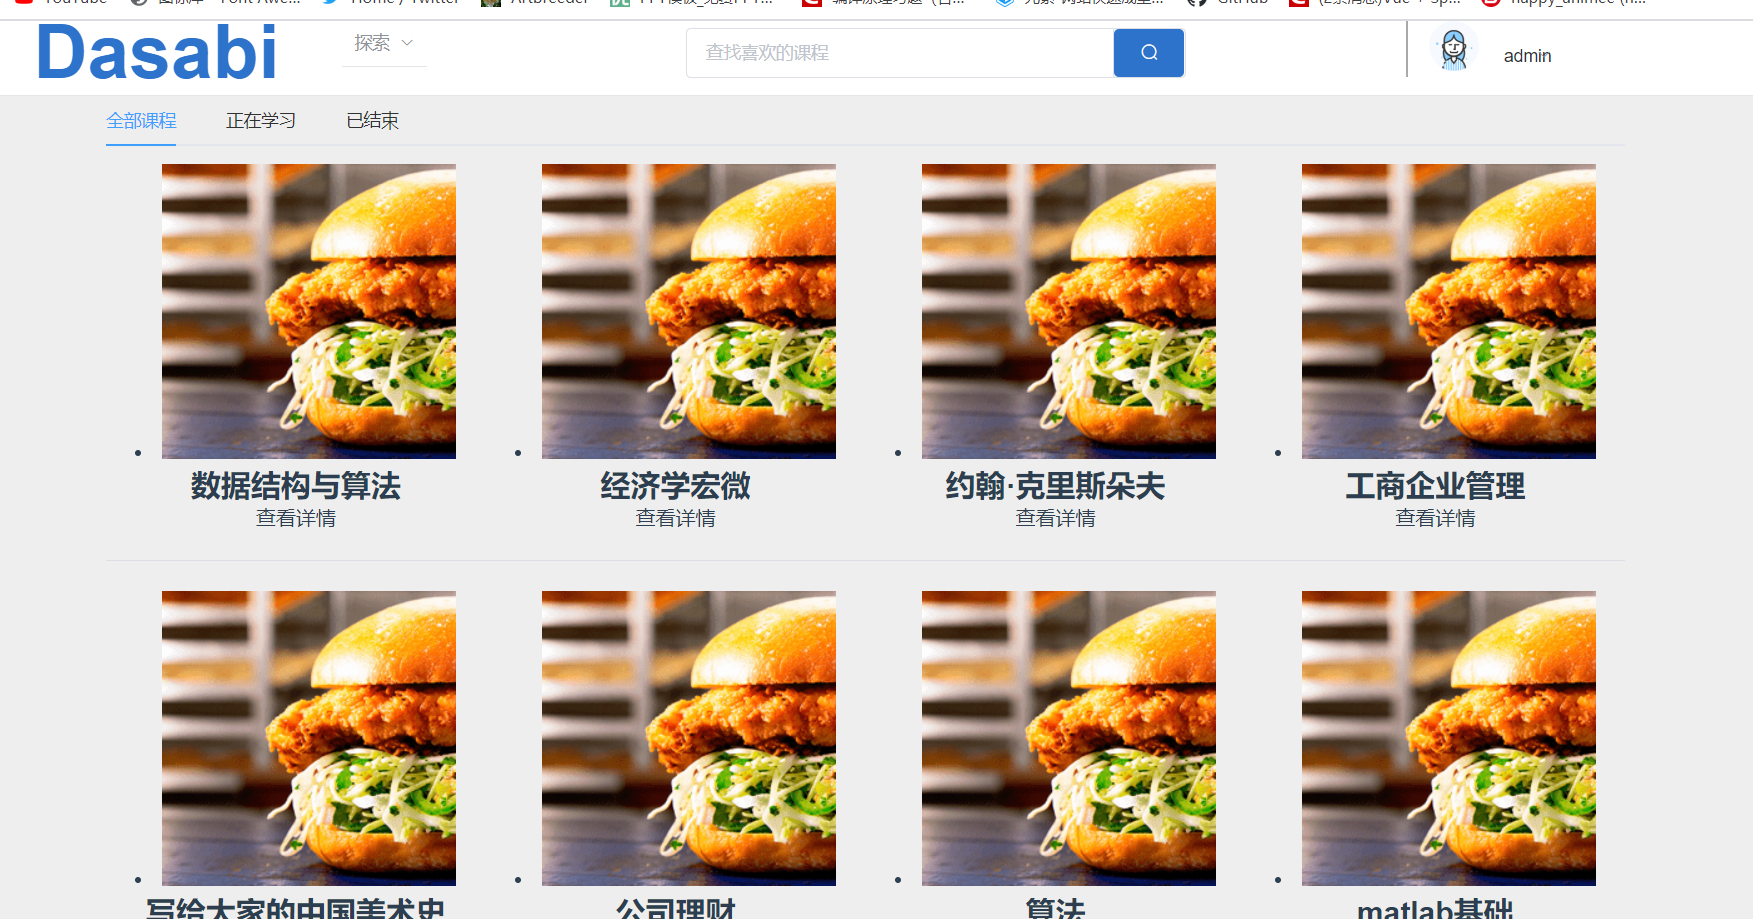 Dasabi
探索
查找喜欢的课程
admin
全部课程 正在学习 已结束
数据结构与算法 经济学宏微 约翰·克里斯朵夫 工商企业管理
查看详情 查看详情 查看详情 查看详情
写给大家的中国美术史 公司理财 算法 matlab基础